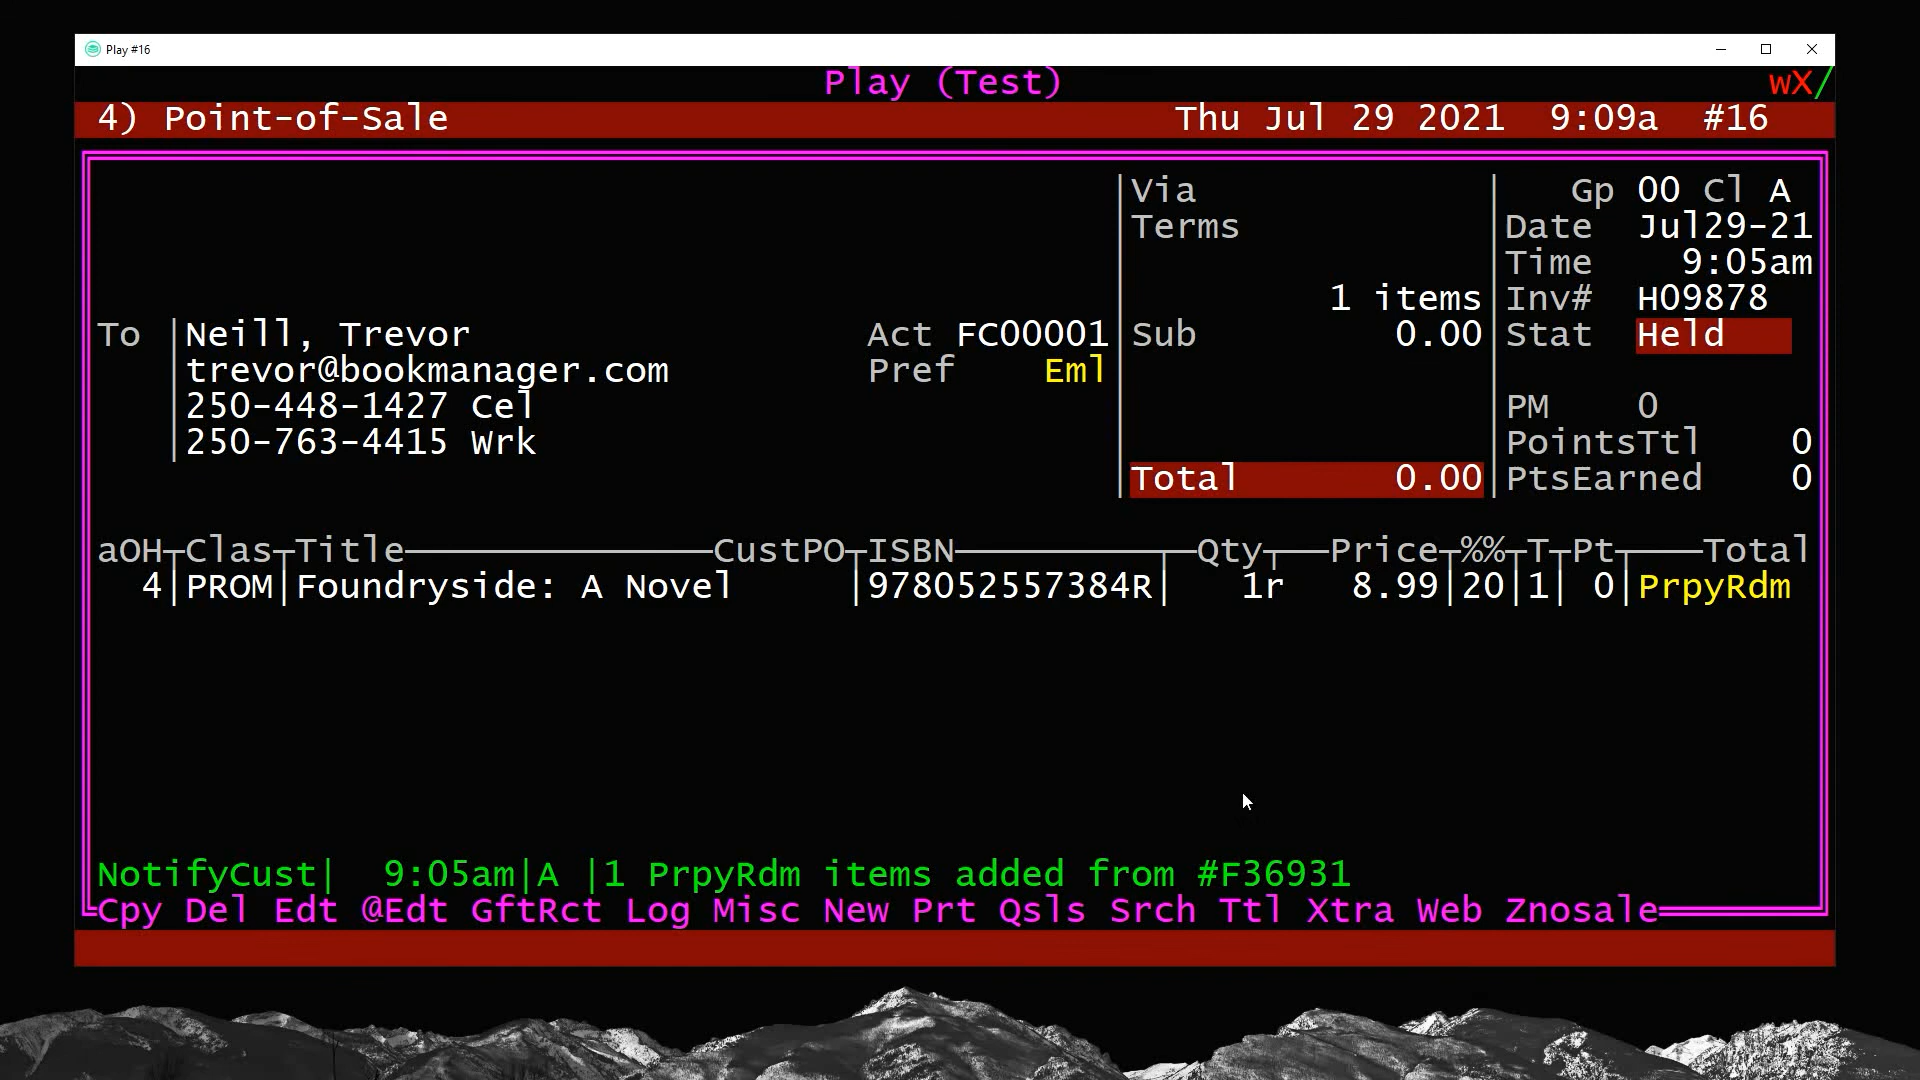 Play #16
Play (Test) wX/
4) Point-of-Sale Thu Jul 29 2021 9:09a #16
Via Gp 00 Cl A
Terms Date Jul29-21
Time 9:05am
1 items Inv# H09878
To Neill, Trevor Act FC00001 Sub 0.00 Stat Held
trevor@bookmanager.com Pref Eml
250-448-1427 Cel PM 0
250-763-4415 Wrk PointsTtl 0
Total 0.00 PtsEarned 0
aOH Clas Title CustPO ISBN Qty Price %% T Pt Total
4|PROM|Foundryside: A Novel |978052557384R| 1r 8.99|20|1| 0|PrpyRdm
NotifyCust| 9:05am|A |1 PrpyRdm items added from #F36931
Cpy Del Edt @Edt GftRct Log Misc New Prt Qsls Srch Ttl Xtra Web Znosale